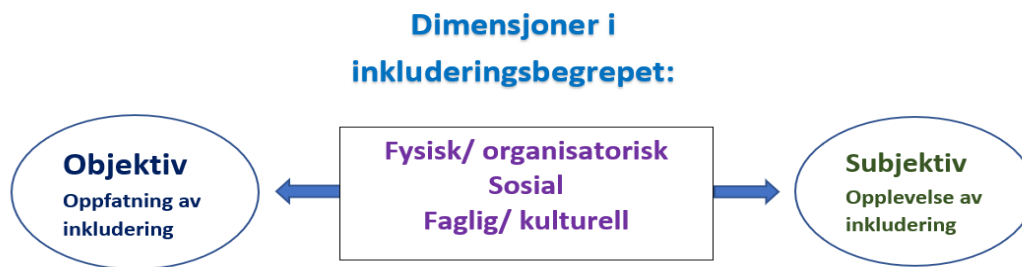 Dimensjoner i
inkluderingsbegrepet:
Objektiv
Oppfatning av
inkludering
Fysisk/ organisatorisk
Sosial
Faglig/ kulturell
Subjektiv
Opplevelse av
inkludering